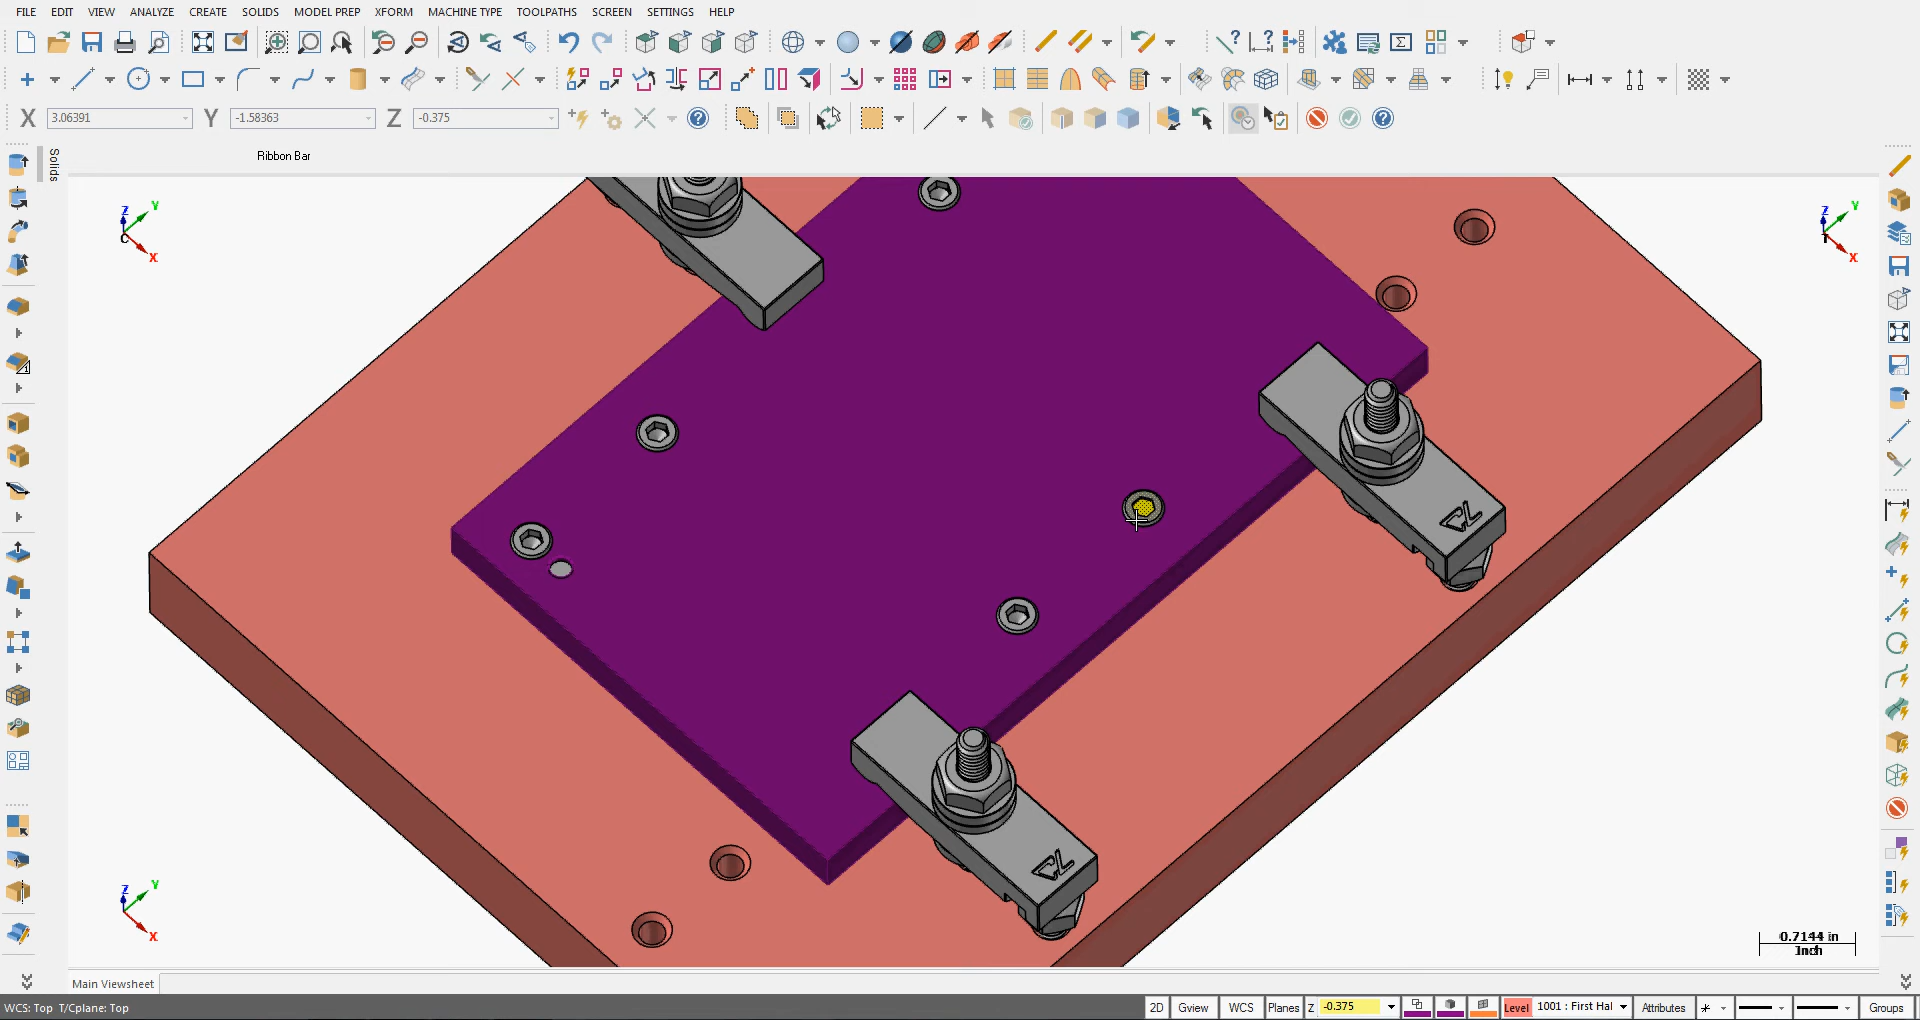 FILE EDIT VIEW ANALYZE CREATE SOLIDS MODEL PREP XFORM MACHINE TYPE TOOLPATHS SCREEN SETTINGS HELP
X 3.06391 Y -1.58363 Z -0.375
Solids
Ribbon Bar
Z Y X C
Z Y X T
CL
CL
Z Y X
0.7144 in
Inch
Main Viewsheet
WCS: Top T/Cplane: Top
2D Gview WCS Planes Z -0.375 Level 1001 : First Hal Attributes Groups